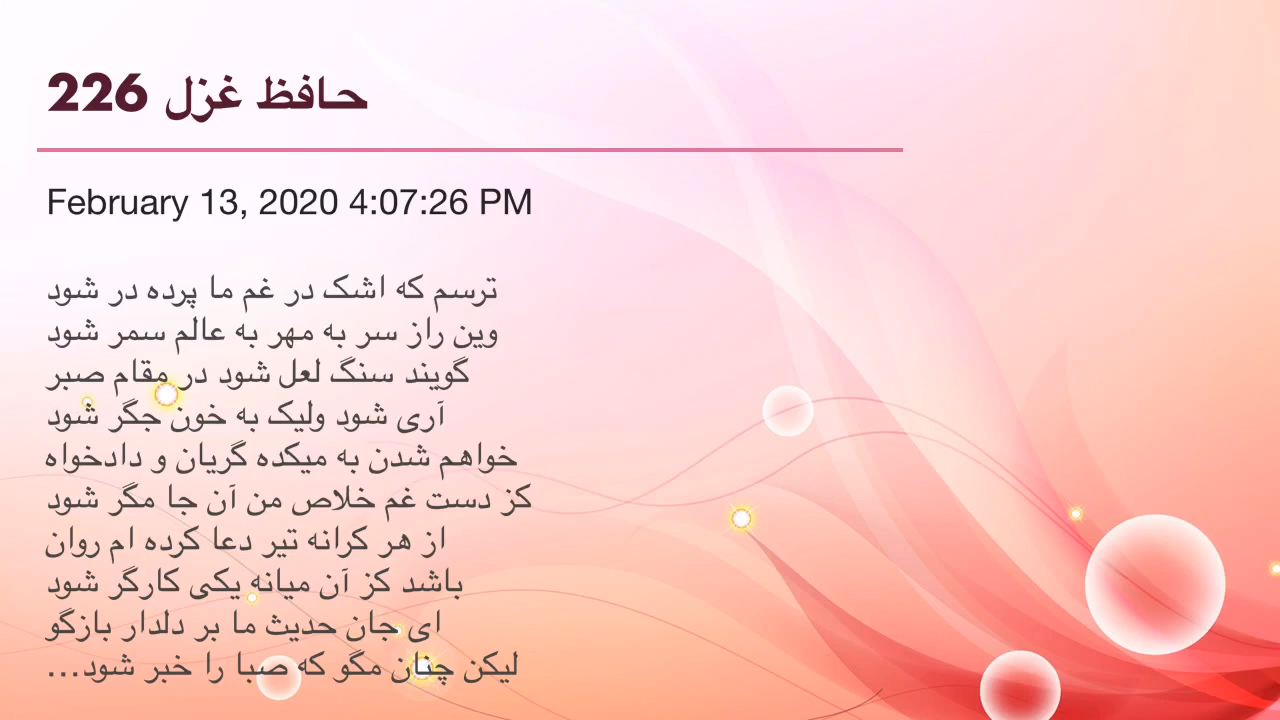 حافظ غزل 226
February 13, 2020 4:07:26 PM
ترسم که اشک در غم ما پرده در شود
وین راز سر به مهر به عالم سمر شود
گویند سنگ لعل شود در مقام صبر
آری شود ولیک به خون جگر شود
خواهم شدن به میکده گریان و دادخواه
کز دست غم خلاص من آن جا مگر شود
از هر کرانه تیر دعا کرده ام روان
باشد کز آن میانه یکی کارگر شود
ای جان حدیث ما بر دلدار بازگو
لیکن چنان مگو که صبا را خبر شود...